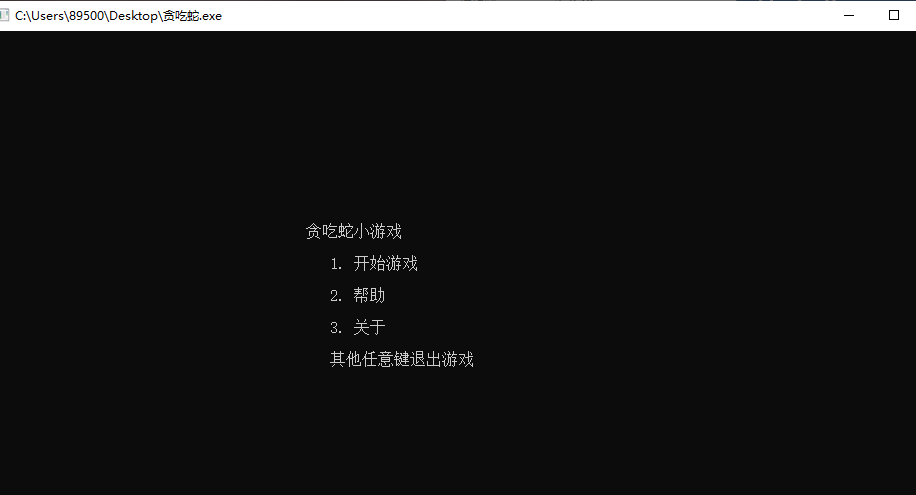 C:\Users\89500\Desktop\贪吃蛇.exe
贪吃蛇小游戏
1. 开始游戏
2. 帮助
3. 关于
其他任意键退出游戏